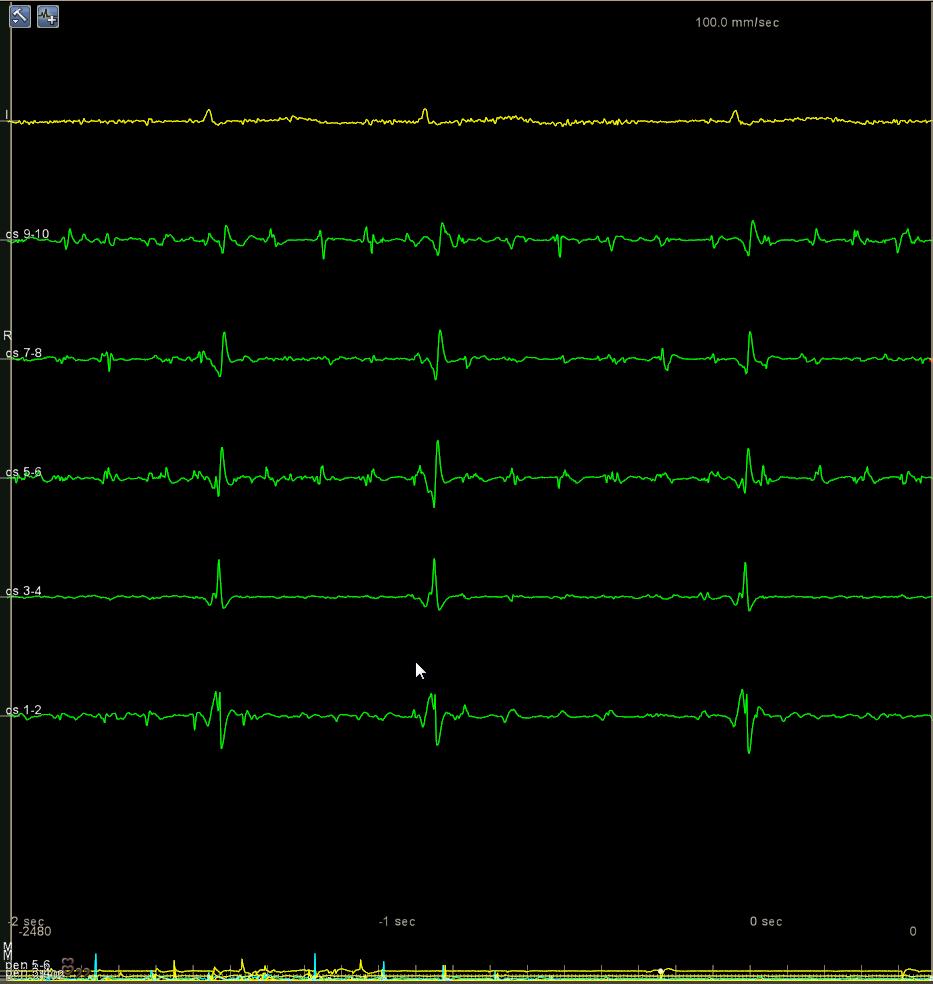 100.0 mm/sec
I
cs 9-10
R
cs 7-8
cs 5-6
cs 3-4
cs 1-2
-2 sec
-1 sec
0 sec
-2480
0
M
M
pen 5-6